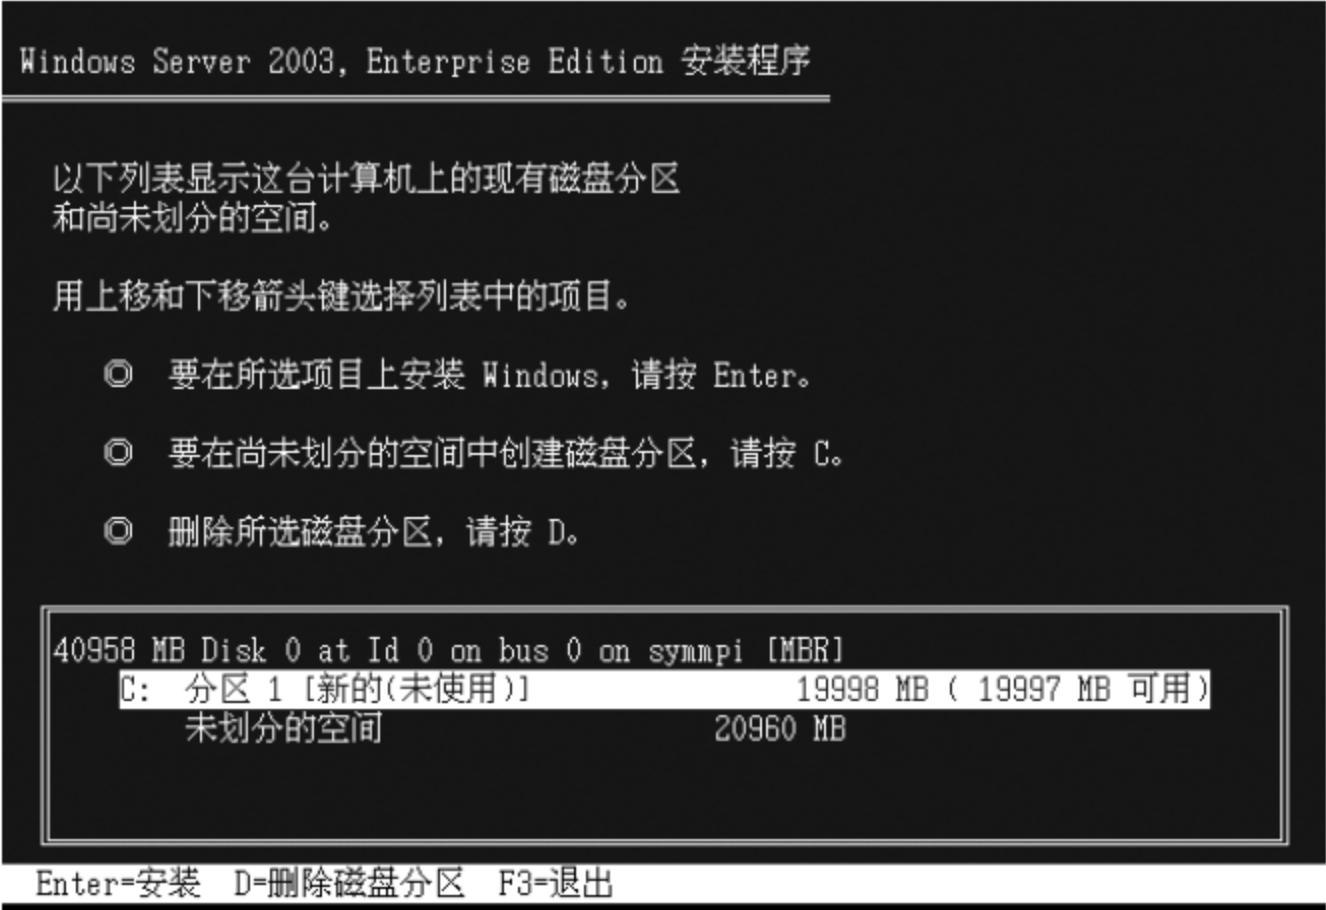 Windows Server 2003, Enterprise Edition 安装程序
以下列表显示这台计算机上的现有磁盘分区
和尚未划分的空间。
用上移和下移箭头键选择列表中的项目。
◎ 要在所选项目上安装 Windows，请按 Enter。
◎ 要在尚未划分的空间中创建磁盘分区，请按 C。
◎ 删除所选磁盘分区，请按 D。
40958 MB Disk 0 at Id 0 on bus 0 on symmpi [MBR]
C: 分区 1 [新的(未使用)] 19998 MB ( 19997 MB 可用)
未划分的空间 20960 MB
Enter=安装 D=删除磁盘分区 F3=退出